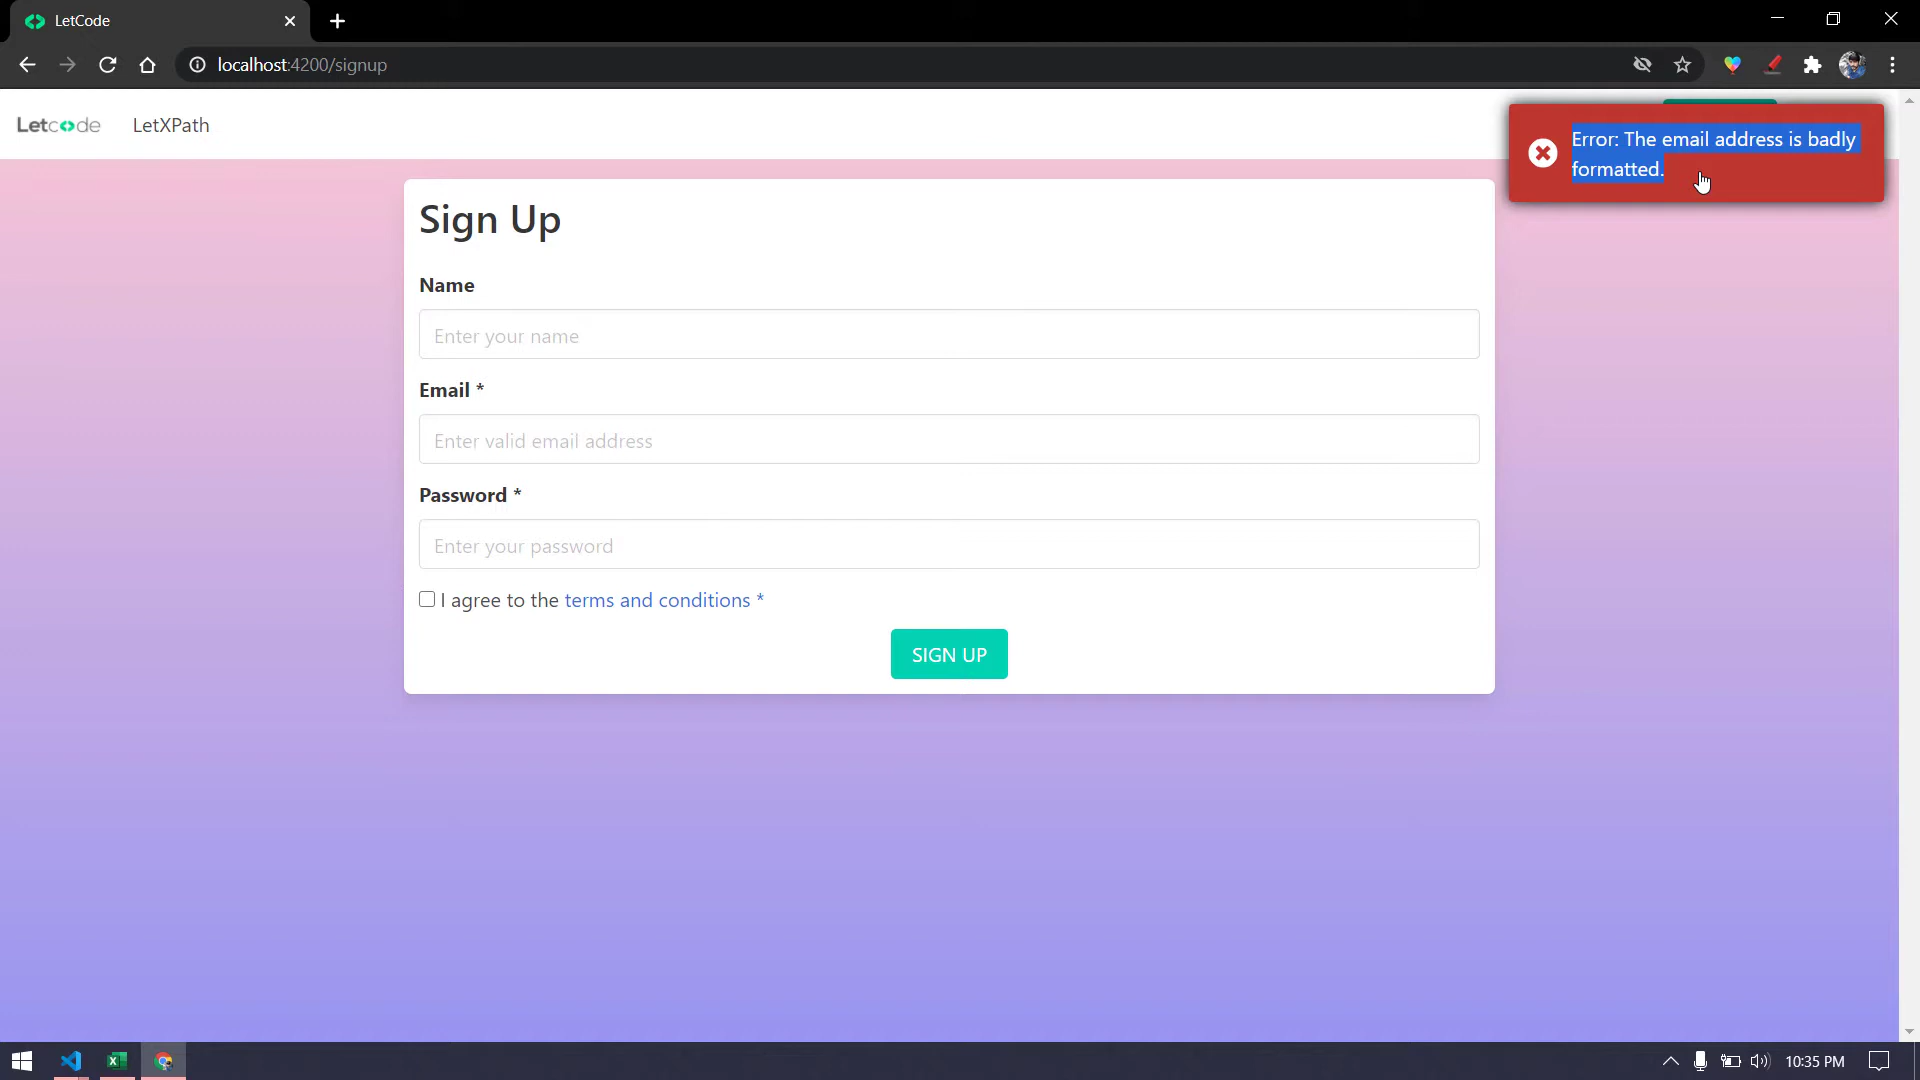 LetCode
localhost:4200/signup
Letcode
LetXPath
Error: The email address is badly
formatted.
Sign Up
Name
Enter your name
Email *
Enter valid email address
Password *
Enter your password
I agree to the terms and conditions *
SIGN UP
10:35 PM